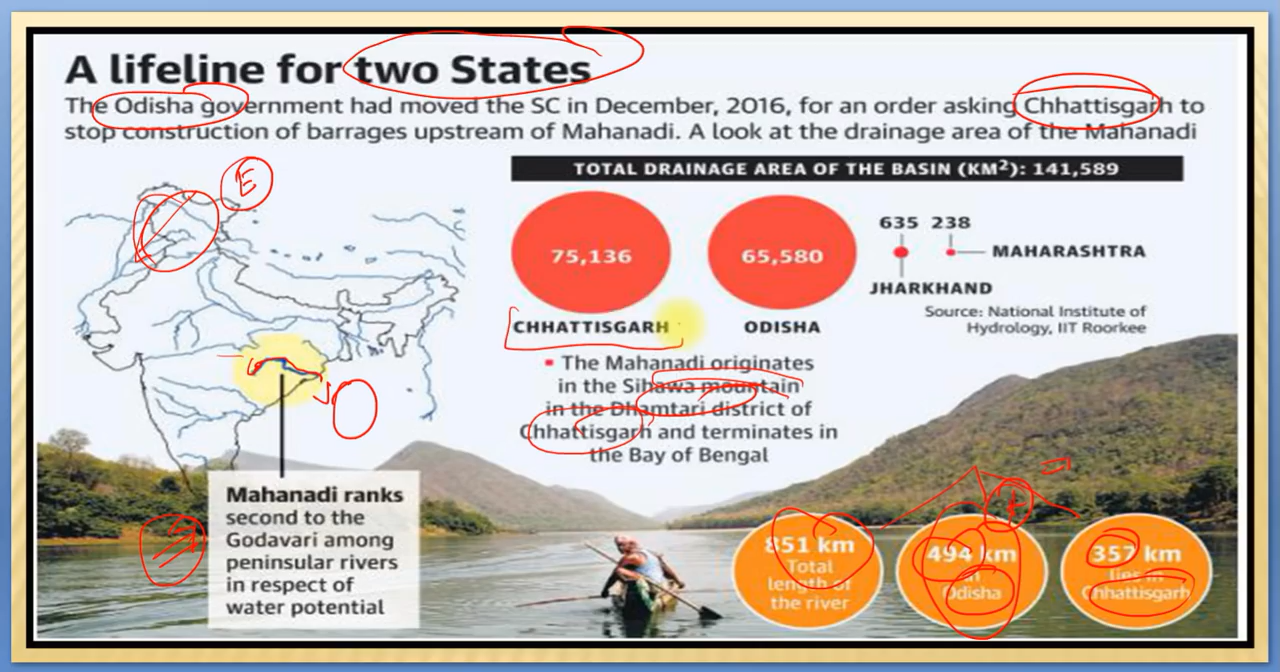 A lifeline for two States
The Odisha government had moved the SC in December, 2016, for an order asking Chhattisgarh to
stop construction of barrages upstream of Mahanadi. A look at the drainage area of the Mahanadi
E
TOTAL DRAINAGE AREA OF THE BASIN (KM²): 141,589
75,136
CHHATTISGARH
65,580
ODISHA
635 238
MAHARASHTRA
JHARKHAND
Source: National Institute of
Hydrology, IIT Roorkee
• The Mahanadi originates
in the Sihawa mountain
in the Dhamtari district of
Chhattisgarh and terminates in
the Bay of Bengal
Mahanadi ranks
second to the
Godavari among
peninsular rivers
in respect of
water potential
851 km
Total
length of
the river
494 km
in
Odisha
357 km
lies in
Chhattisgarh